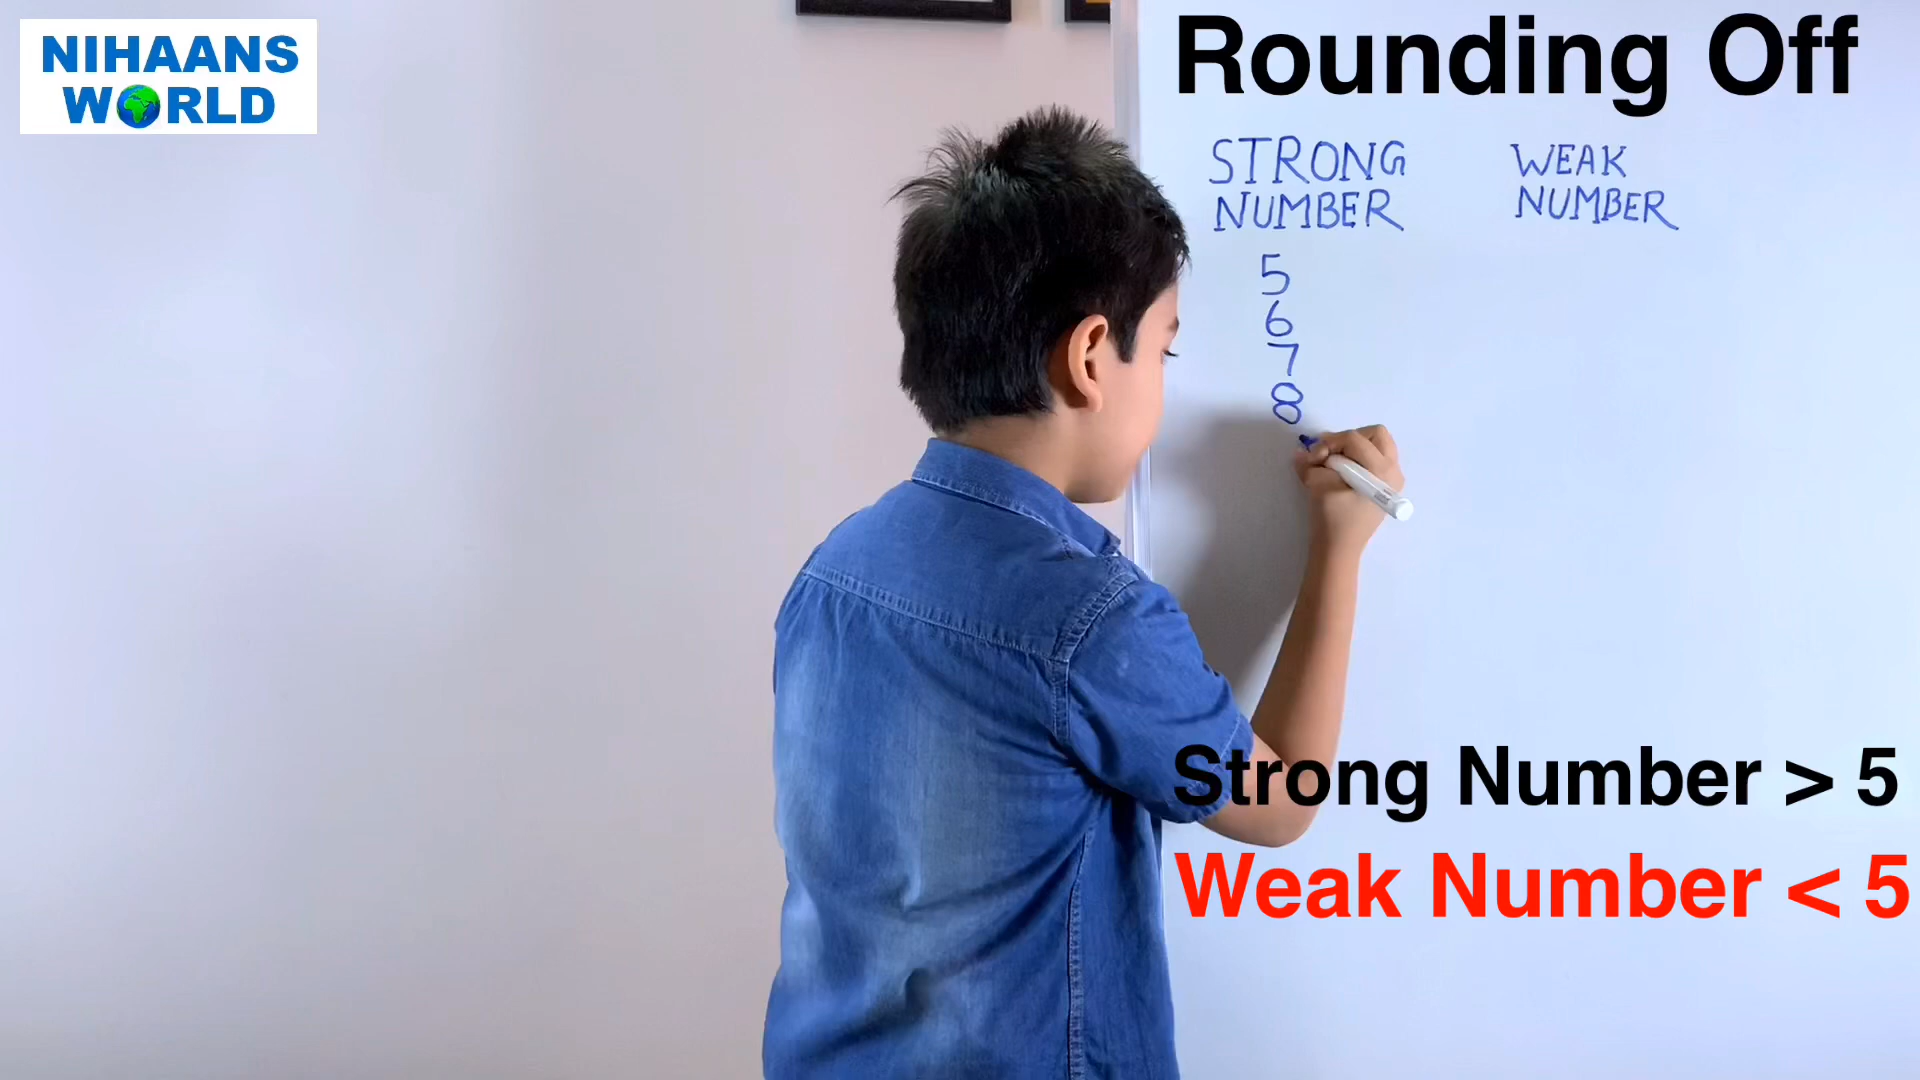 NIHAANS
WORLD
Rounding Off
STRONG
NUMBER
WEAK
NUMBER
5
6
7
8
Strong Number > 5
Weak Number < 5